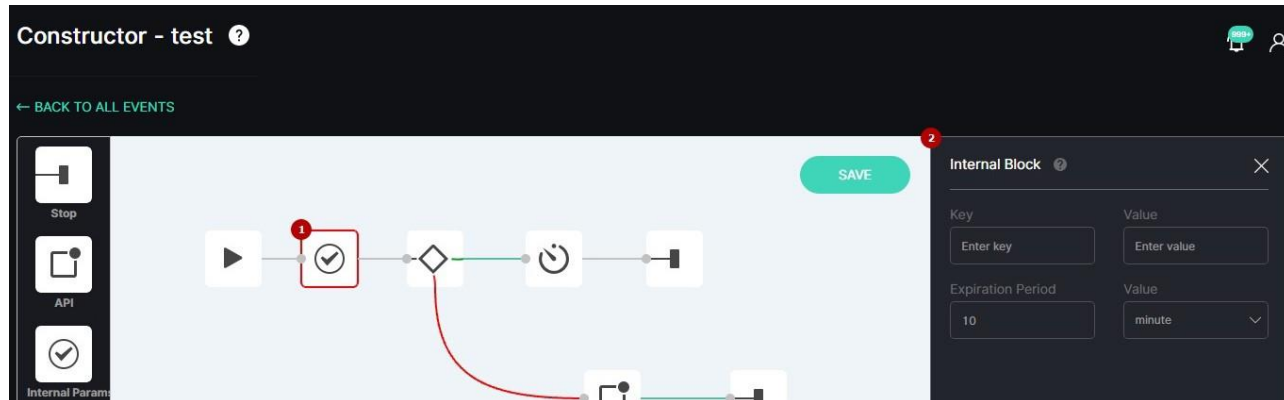 Constructor - test ?
999+
← BACK TO ALL EVENTS
Stop
API
Internal Params
SAVE
1
2
Internal Block ?
Key Value
Enter key Enter value
Expiration Period Value
10 minute